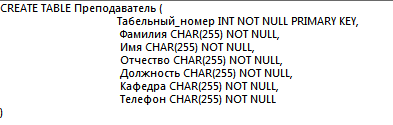 CREATE TABLE Преподаватель (
Табельный_номер INT NOT NULL PRIMARY KEY,
Фамилия CHAR(255) NOT NULL,
Имя CHAR(255) NOT NULL,
Отчество CHAR(255) NOT NULL,
Должность CHAR(255) NOT NULL,
Кафедра CHAR(255) NOT NULL,
Телефон CHAR(255) NOT NULL
)